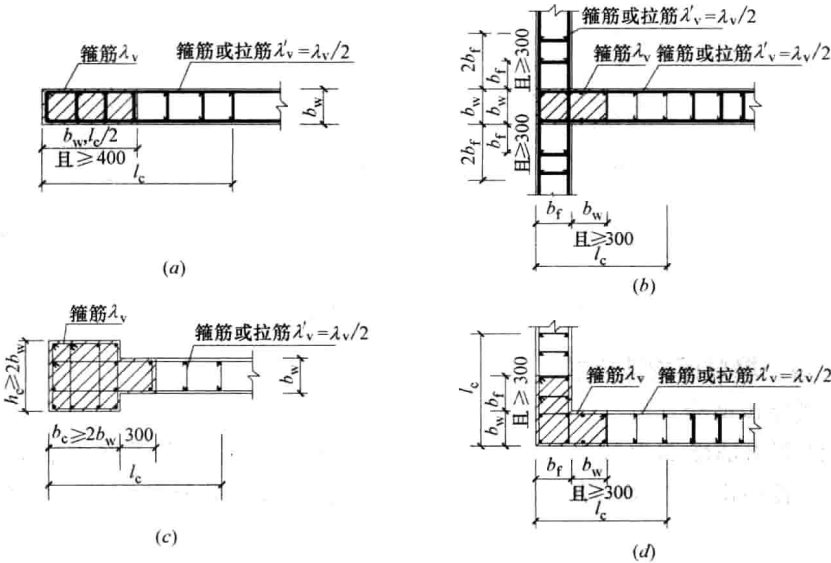 箍筋λv
箍筋或拉筋λ′v=λv/2
bw
bw,lc/2
且≥400
lc
(a)
箍筋或拉筋λ′v=λv/2
2bf
bf
且≥300
箍筋λv
箍筋或拉筋λ′v=λv/2
bw
bw
2bf
bf
且≥300
bf
bw
且≥300
lc
(b)
箍筋λv
箍筋或拉筋λ′v=λv/2
hc≥2bw
bw
bc≥2bw
300
lc
(c)
lc
bf
且≥300
bw
箍筋λv
箍筋或拉筋λ′v=λv/2
bf
bw
且≥300
lc
(d)